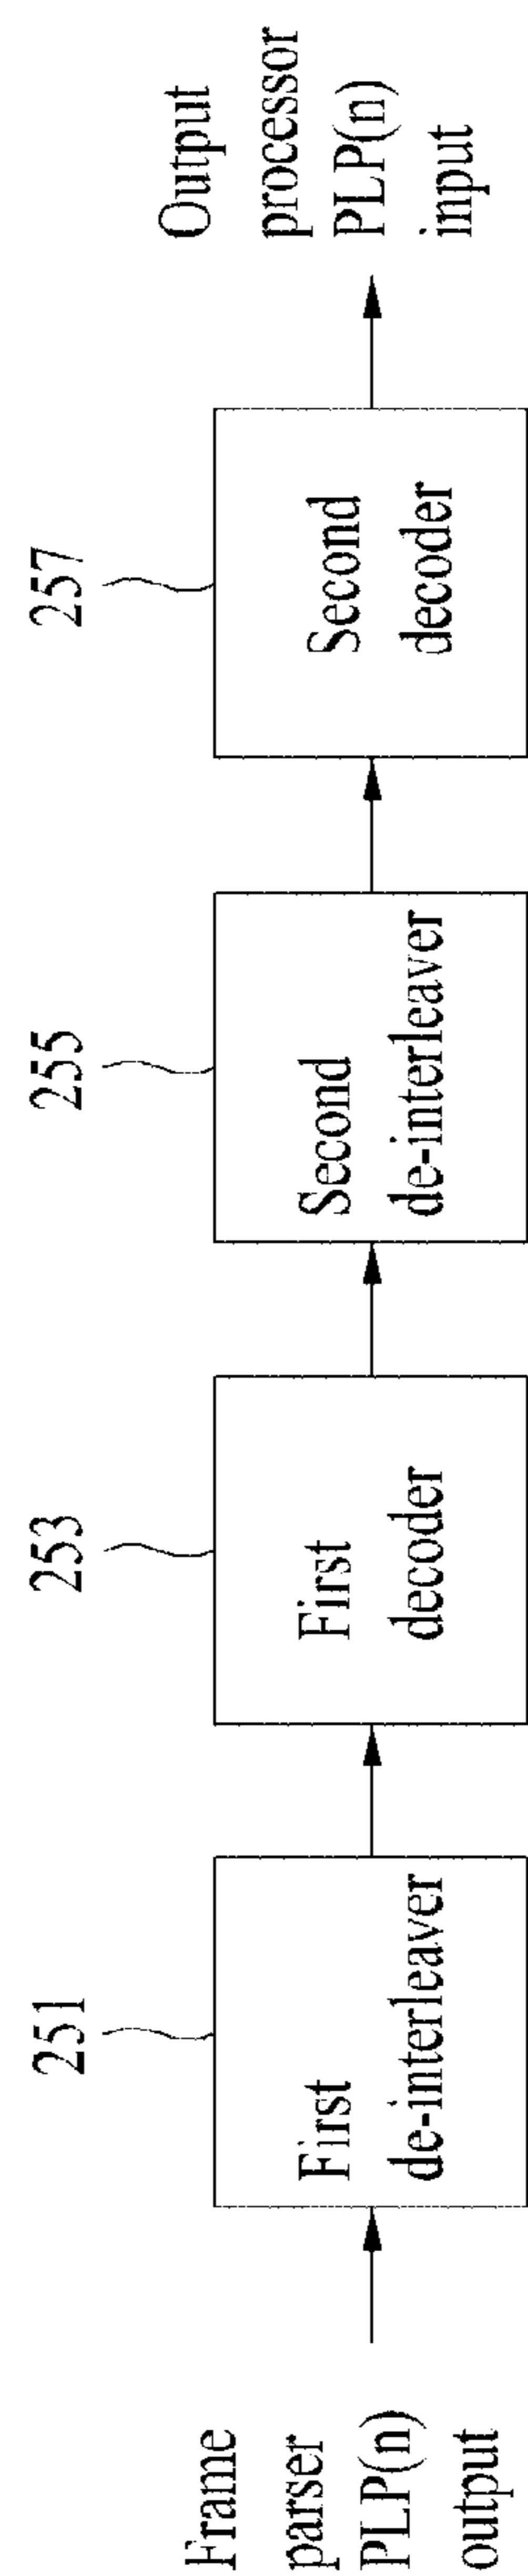 Frame
parser
PLP(n)
output
251
First
de-interleaver
253
First
decoder
255
Second
de-interleaver
257
Second
decoder
Output
processor
PLP(n)
input